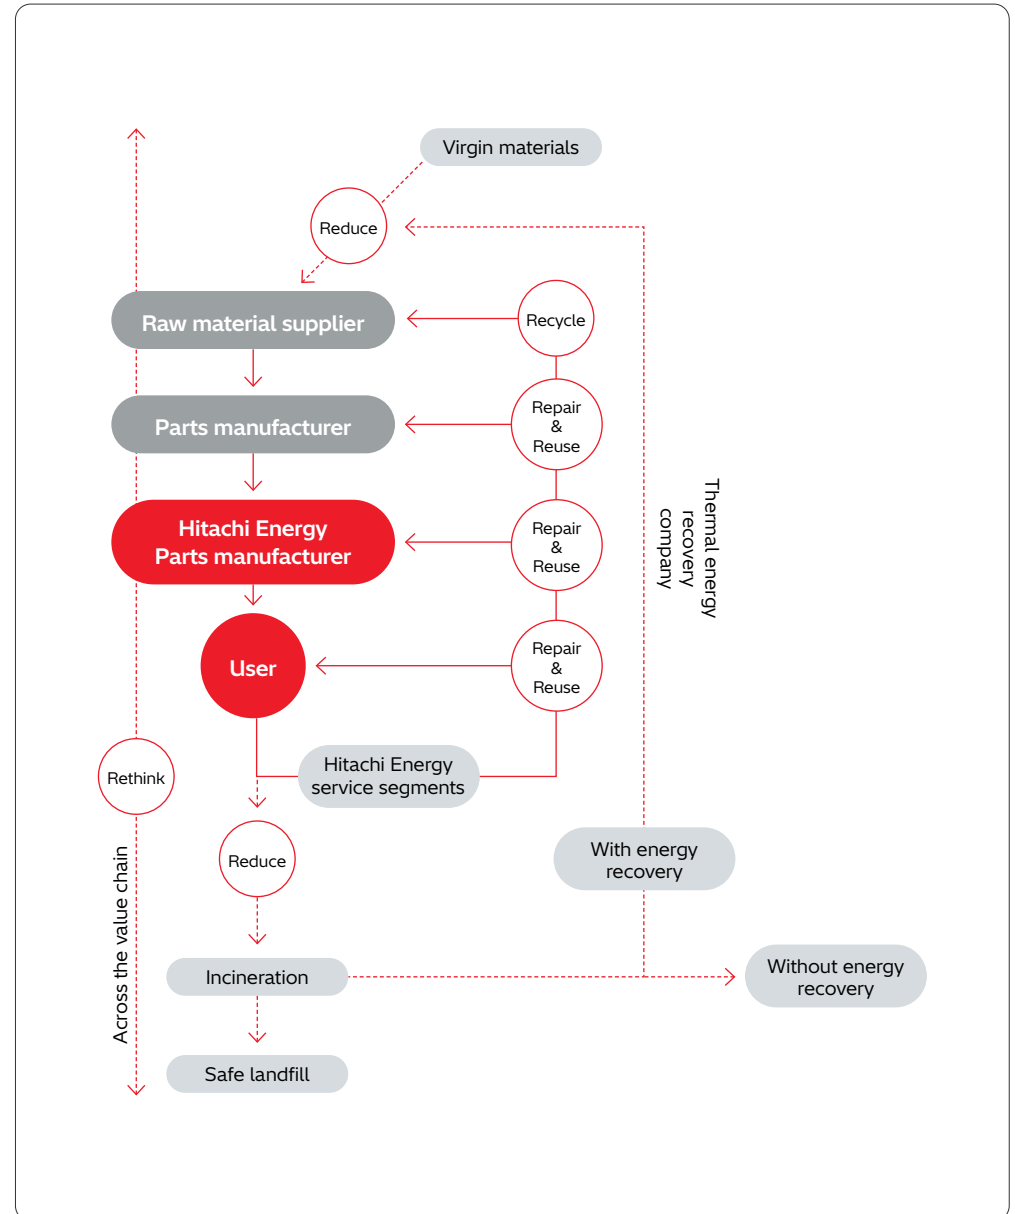 Virgin materials
Reduce
Recycle
Raw material supplier
Repair
&
Reuse
Parts manufacturer
Thermal energy
recovery
company
Hitachi Energy
Parts manufacturer
Repair
&
Reuse
User
Repair
&
Reuse
Rethink
Hitachi Energy
service segments
Reduce
With energy
recovery
Across the value chain
Incineration
Without energy
recovery
Safe landfill